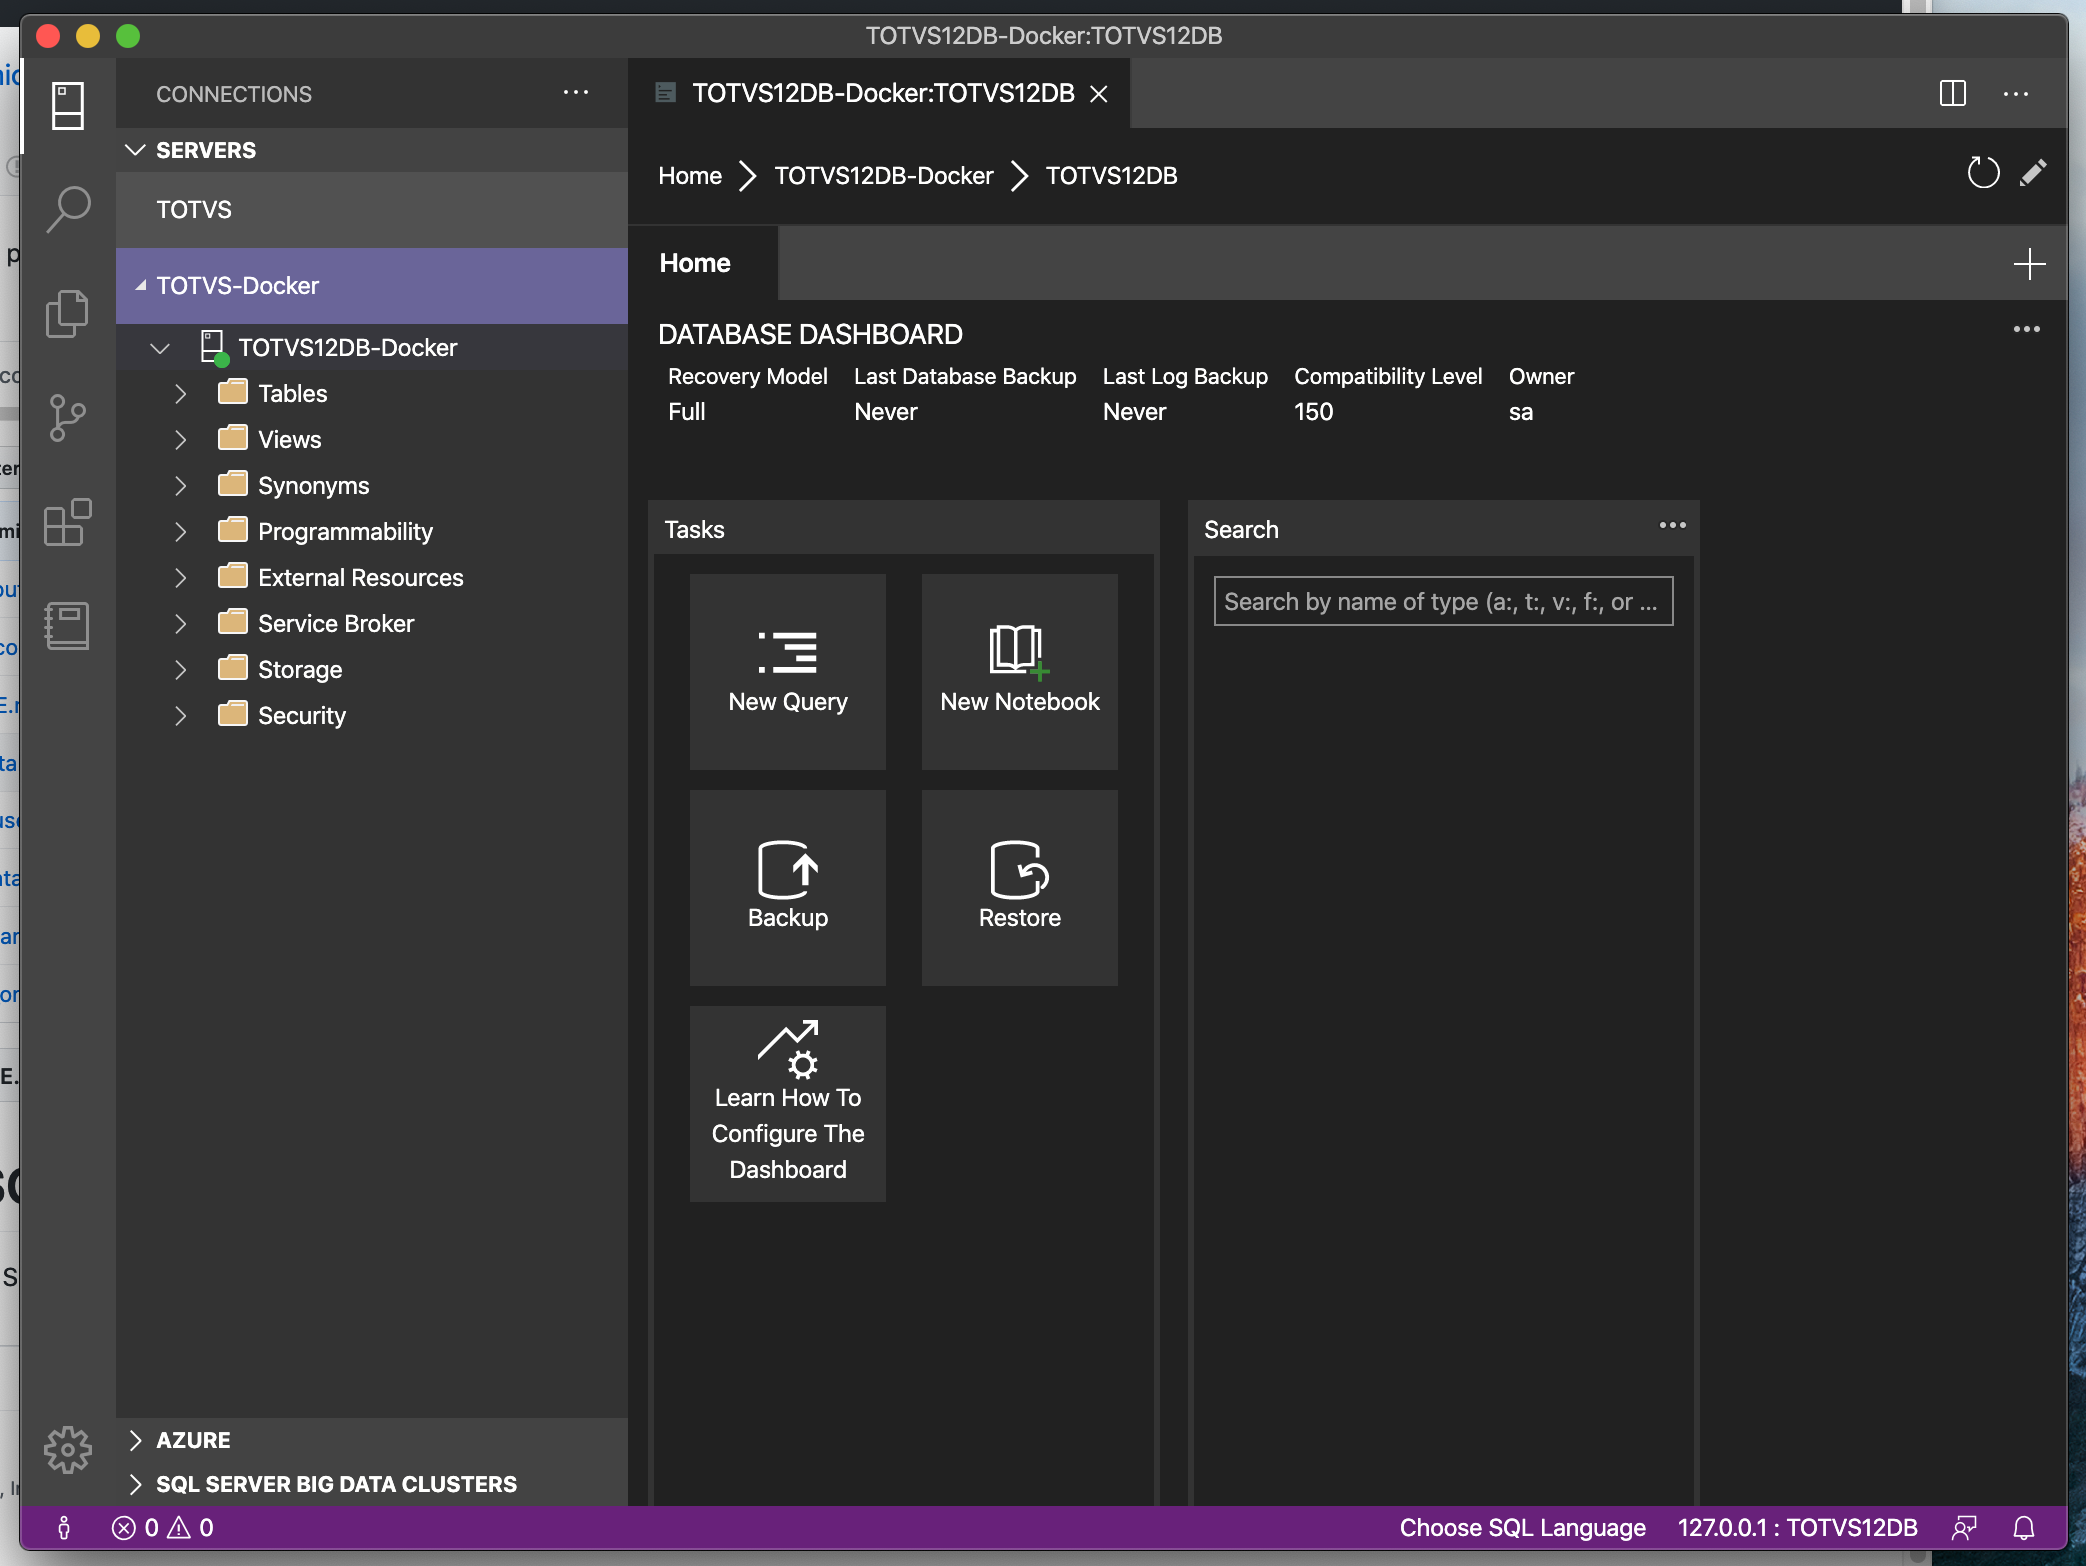 TOTVS12DB-Docker:TOTVS12DB
CONNECTIONS
SERVERS
TOTVS
TOTVS-Docker
TOTVS12DB-Docker
Tables
Views
Synonyms
Programmability
External Resources
Service Broker
Storage
Security
AZURE
SQL SERVER BIG DATA CLUSTERS
TOTVS12DB-Docker:TOTVS12DB
Home TOTVS12DB-Docker TOTVS12DB
Home
DATABASE DASHBOARD
Recovery Model Last Database Backup Last Log Backup Compatibility Level Owner
Full Never Never 150 sa
Tasks
New Query
New Notebook
Backup
Restore
Learn How To
Configure The
Dashboard
Search
Search by name of type (a:, t:, v:, f:, or ...
0 0
Choose SQL Language 127.0.0.1 : TOTVS12DB